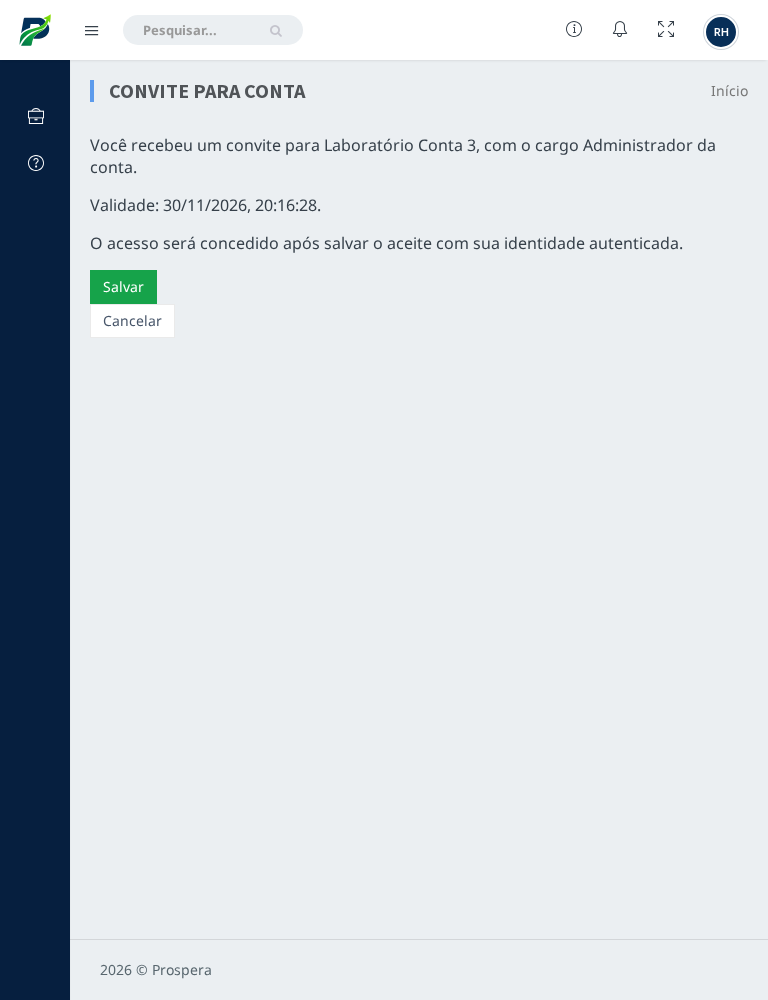 Pesquisar...
RH
CONVITE PARA CONTA
Início
Você recebeu um convite para Laboratório Conta 3, com o cargo Administrador da
conta.
Validade: 30/11/2026, 20:16:28.
O acesso será concedido após salvar o aceite com sua identidade autenticada.
Salvar
Cancelar
2026 © Prospera